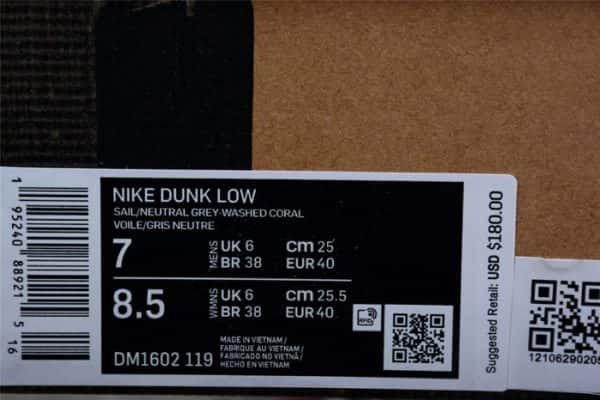 NIKE DUNK LOW
SAIL/NEUTRAL GREY-WASHED CORAL
VOILE/GRIS NEUTRE
7 MENS UK 6 CM 25
BR 38 EUR 40
8.5 WMNS UK 6 CM 25.5
BR 38 EUR 40
RFID
DM1602 119
MADE IN VIETNAM/
FABRIQUE AU VIETNAM/
FABRICADO NO VIETNÃ/
HECHO EN VIETNAM
1 95240 88921 5 16
Suggested Retail: USD $180.00
1210629020